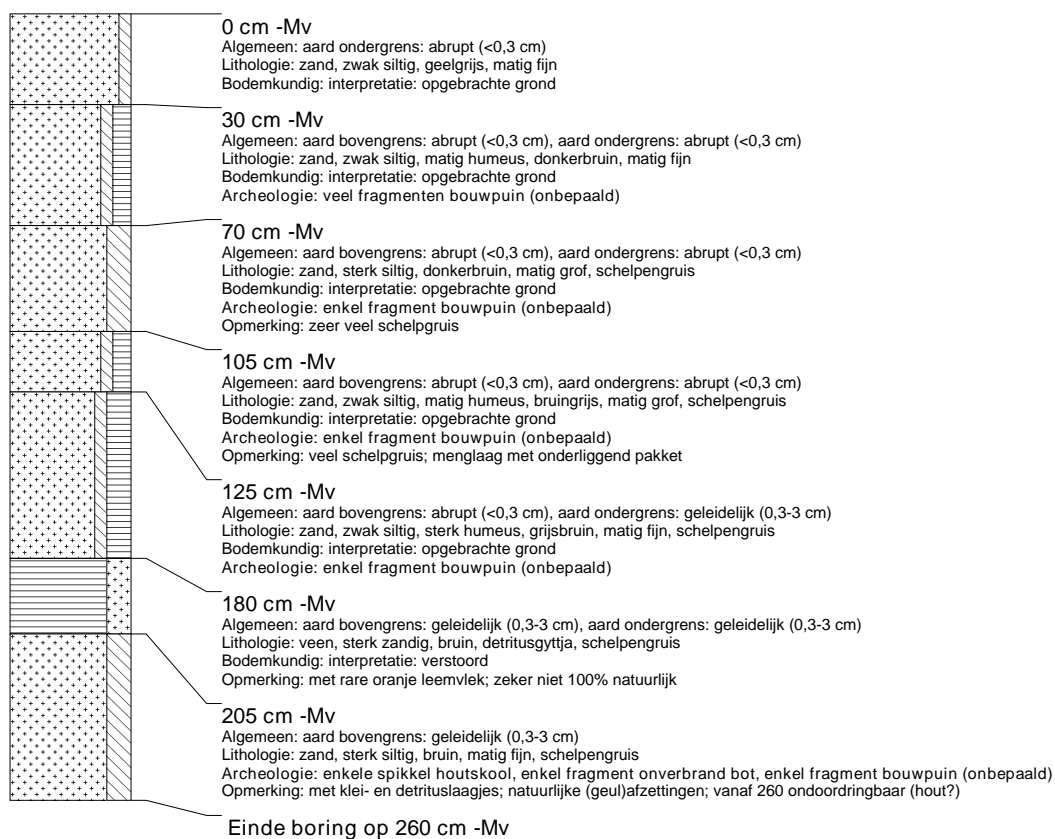 0 cm -Mv
Algemeen: aard ondergrens: abrupt (<0,3 cm)
Lithologie: zand, zwak siltig, geelgrijs, matig fijn
Bodemkundig: interpretatie: opgebrachte grond
30 cm -Mv
Algemeen: aard bovengrens: abrupt (<0,3 cm), aard ondergrens: abrupt (<0,3 cm)
Lithologie: zand, zwak siltig, matig humeus, donkerbruin, matig fijn
Bodemkundig: interpretatie: opgebrachte grond
Archeologie: veel fragmenten bouwpuin (onbepaald)
70 cm -Mv
Algemeen: aard bovengrens: abrupt (<0,3 cm), aard ondergrens: abrupt (<0,3 cm)
Lithologie: zand, sterk siltig, donkerbruin, matig grof, schelpengruis
Bodemkundig: interpretatie: opgebrachte grond
Archeologie: enkel fragment bouwpuin (onbepaald)
Opmerking: zeer veel schelpgruis
105 cm -Mv
Algemeen: aard bovengrens: abrupt (<0,3 cm), aard ondergrens: abrupt (<0,3 cm)
Lithologie: zand, zwak siltig, matig humeus, bruingrijs, matig grof, schelpengruis
Bodemkundig: interpretatie: opgebrachte grond
Archeologie: enkel fragment bouwpuin (onbepaald)
Opmerking: veel schelpgruis; menglaag met onderliggend pakket
125 cm -Mv
Algemeen: aard bovengrens: abrupt (<0,3 cm), aard ondergrens: geleidelijk (0,3-3 cm)
Lithologie: zand, zwak siltig, sterk humeus, grijsbruin, matig fijn, schelpengruis
Bodemkundig: interpretatie: opgebrachte grond
Archeologie: enkel fragment bouwpuin (onbepaald)
180 cm -Mv
Algemeen: aard bovengrens: geleidelijk (0,3-3 cm), aard ondergrens: geleidelijk (0,3-3 cm)
Lithologie: veen, sterk zandig, bruin, detritusgyttja, schelpengruis
Bodemkundig: interpretatie: verstoord
Opmerking: met rare oranje leemvlek; zeker niet 100% natuurlijk
205 cm -Mv
Algemeen: aard bovengrens: geleidelijk (0,3-3 cm)
Lithologie: zand, sterk siltig, bruin, matig fijn, schelpengruis
Archeologie: enkele spikkel houtskool, enkel fragment onverbrand bot, enkel fragment bouwpuin (onbepaald)
Opmerking: met klei- en detrituslaagjes; natuurlijke (geul)afzettingen; vanaf 260 ondoordringbaar (hout?)
Einde boring op 260 cm -Mv